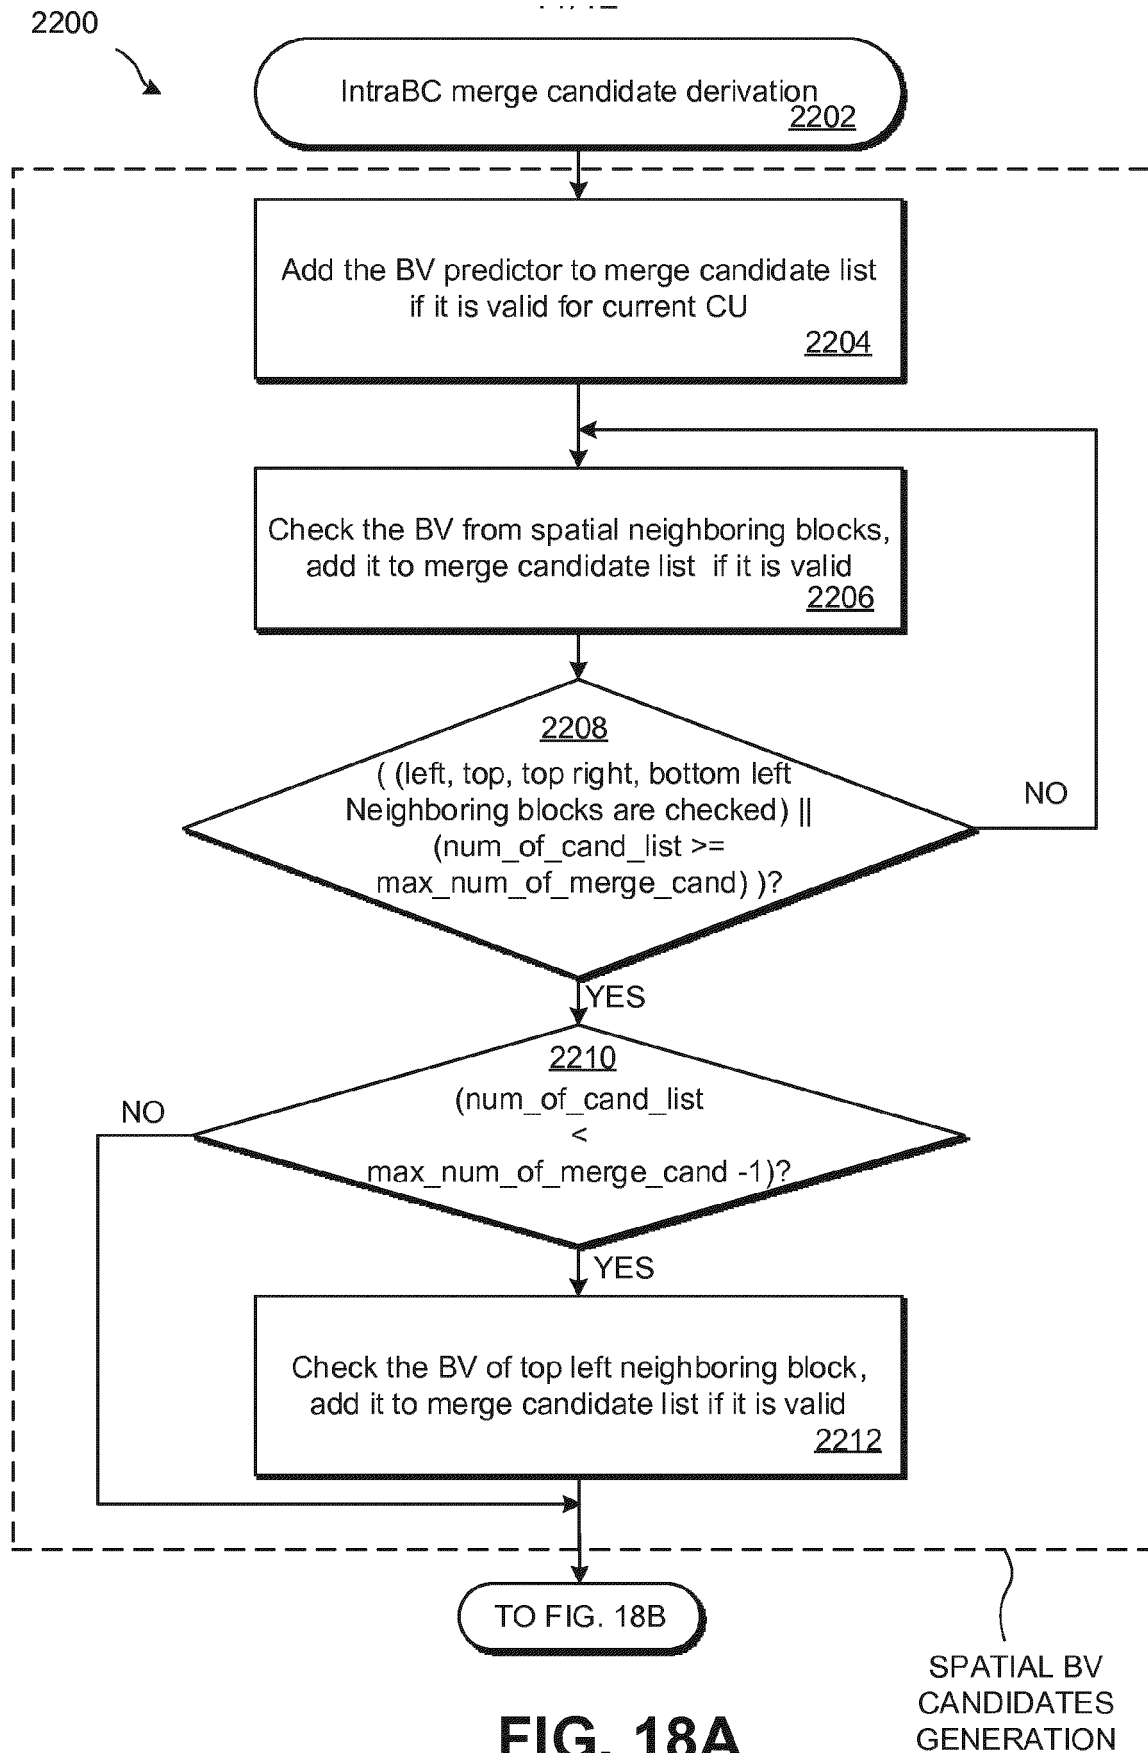 2200
IntraBC merge candidate derivation
2202
Add the BV predictor to merge candidate list
if it is valid for current CU
2204
Check the BV from spatial neighboring blocks,
add it to merge candidate list if it is valid
2206
2208
( (left, top, top right, bottom left
Neighboring blocks are checked) ||
(num_of_cand_list >=
max_num_of_merge_cand) )?
NO
YES
2210
(num_of_cand_list
<
max_num_of_merge_cand -1)?
NO
YES
Check the BV of top left neighboring block,
add it to merge candidate list if it is valid
2212
TO FIG. 18B
SPATIAL BV
CANDIDATES
GENERATION
FIG. 18A